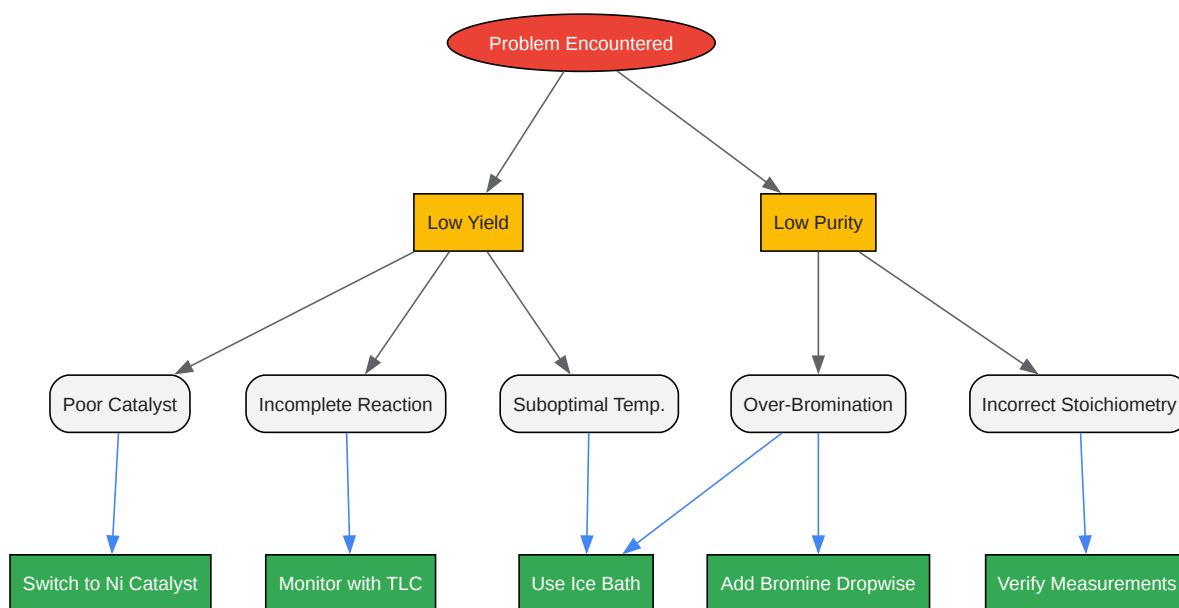 Problem Encountered
Low Yield
Low Purity
Poor Catalyst
Incomplete Reaction
Suboptimal Temp.
Over-Bromination
Incorrect Stoichiometry
Switch to Ni Catalyst
Monitor with TLC
Use Ice Bath
Add Bromine Dropwise
Verify Measurements